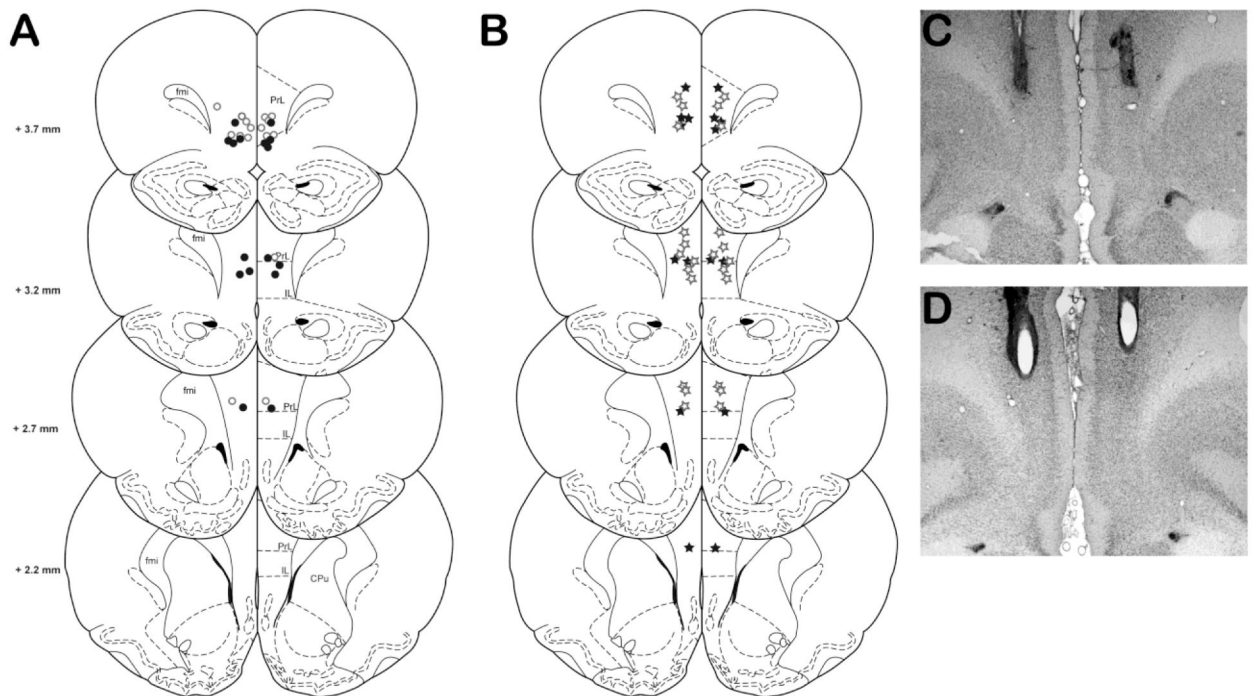 A
B
C
fmi
PrL
+ 3.7 mm
fmi
PrL
+ 3.2 mm
IL
D
fmi
PrL
+ 2.7 mm
IL
PrL
fmi
+ 2.2 mm
IL
CPu